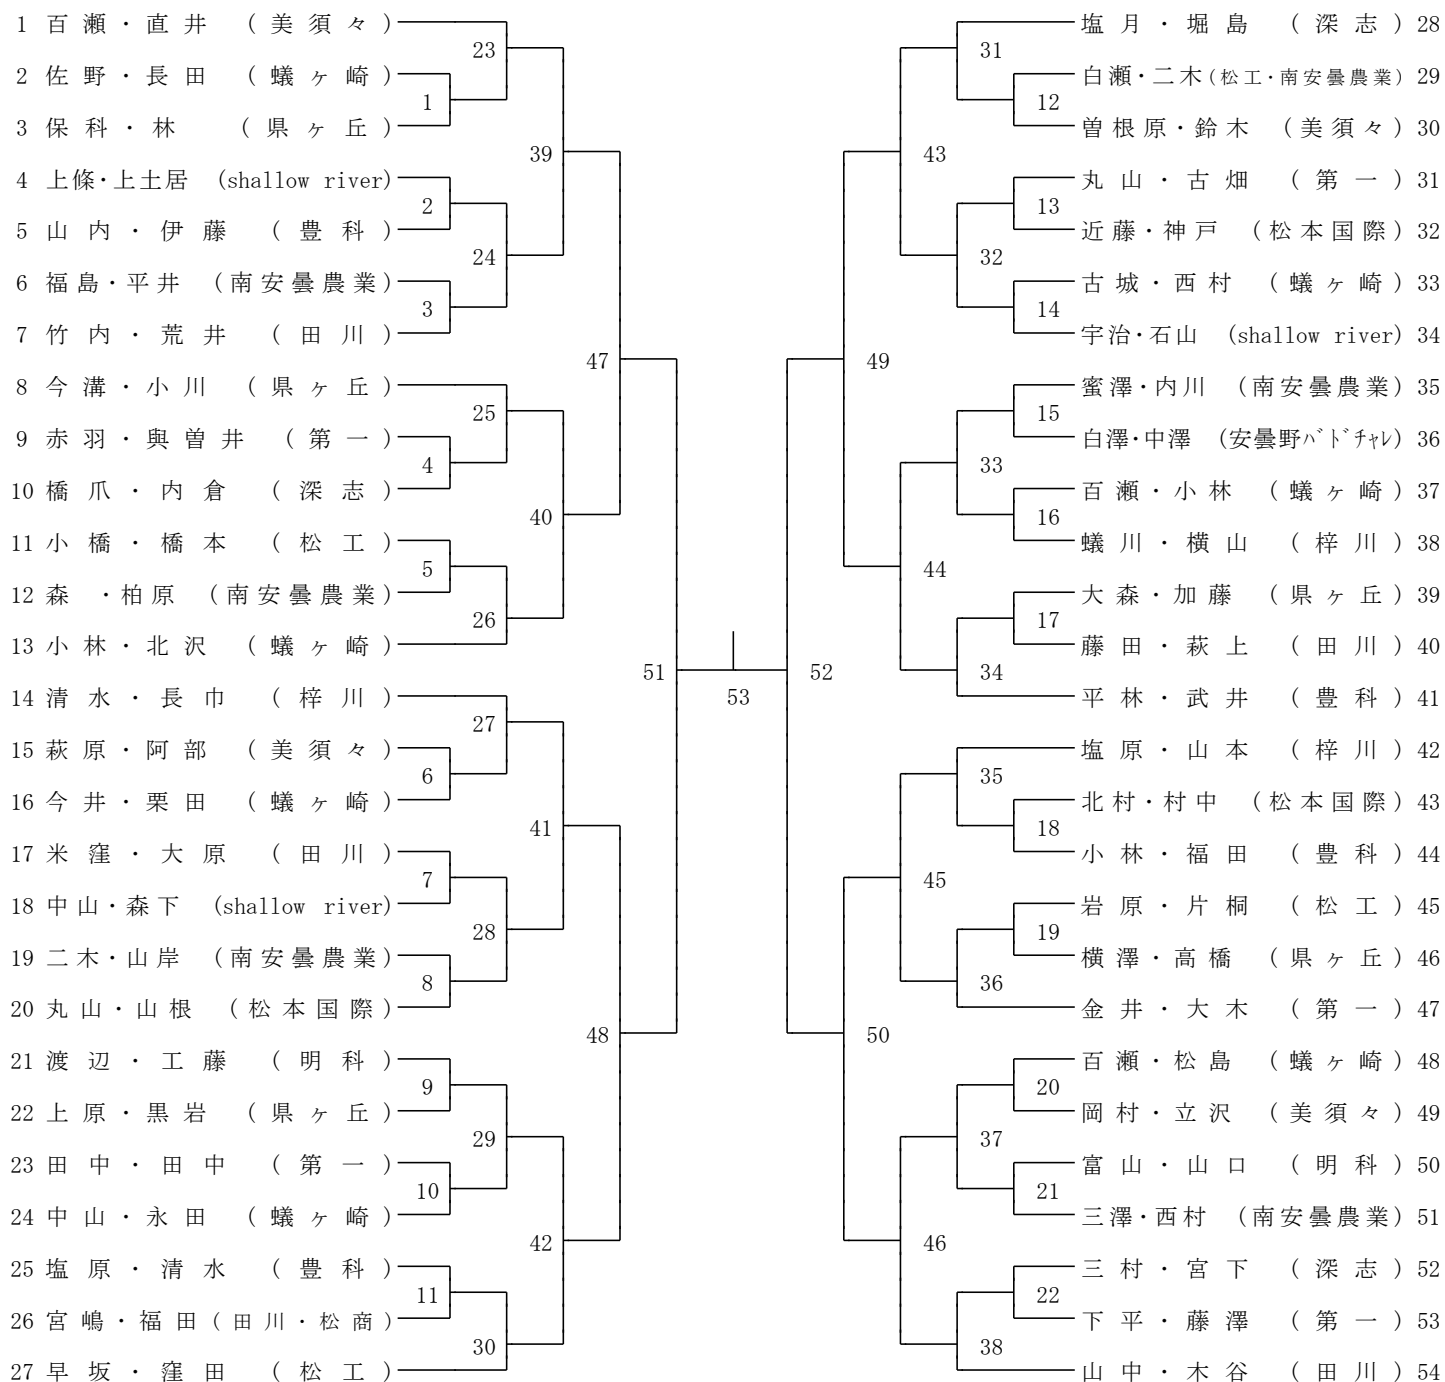 1 百瀬・直井 (美須々)
2 佐野・長田 (蟻ヶ崎)
3 保科・林 (県ヶ丘)
4 上條・上土居 (shallow river)
5 山内・伊藤 (豊科)
6 福島・平井 (南安曇農業)
7 竹内・荒井 (田川)
8 今溝・小川 (県ヶ丘)
9 赤羽・與曽井 (第一)
10 橋爪・内倉 (深志)
11 小橋・橋本 (松工)
12 森・柏原 (南安曇農業)
13 小林・北沢 (蟻ヶ崎)
14 清水・長巾 (梓川)
15 萩原・阿部 (美須々)
16 今井・栗田 (蟻ヶ崎)
17 米窪・大原 (田川)
18 中山・森下 (shallow river)
19 二木・山岸 (南安曇農業)
20 丸山・山根 (松本国際)
21 渡辺・工藤 (明科)
22 上原・黒岩 (県ヶ丘)
23 田中・田中 (第一)
24 中山・永田 (蟻ヶ崎)
25 塩原・清水 (豊科)
26 宮嶋・福田 (田川・松商)
27 早坂・窪田 (松工)
23
1
2
24
3
39
25
4
5
26
40
47
27
6
7
28
8
41
9
29
10
11
30
42
48
51
53
52
31
12
13
32
14
43
15
33
16
17
34
44
49
35
18
19
36
45
20
37
21
22
38
46
50
塩月・堀島 (深志) 28
白瀬・二木 (松工・南安曇農業) 29
曽根原・鈴木 (美須々) 30
丸山・古畑 (第一) 31
近藤・神戸 (松本国際) 32
古城・西村 (蟻ヶ崎) 33
宇治・石山 (shallow river) 34
蜜澤・内川 (南安曇農業) 35
白澤・中澤 (安曇野ﾊﾞﾄﾞﾁｬﾚ) 36
百瀬・小林 (蟻ヶ崎) 37
蟻川・横山 (梓川) 38
大森・加藤 (県ヶ丘) 39
藤田・萩上 (田川) 40
平林・武井 (豊科) 41
塩原・山本 (梓川) 42
北村・村中 (松本国際) 43
小林・福田 (豊科) 44
岩原・片桐 (松工) 45
横澤・高橋 (県ヶ丘) 46
金井・大木 (第一) 47
百瀬・松島 (蟻ヶ崎) 48
岡村・立沢 (美須々) 49
富山・山口 (明科) 50
三澤・西村 (南安曇農業) 51
三村・宮下 (深志) 52
下平・藤澤 (第一) 53
山中・木谷 (田川) 54